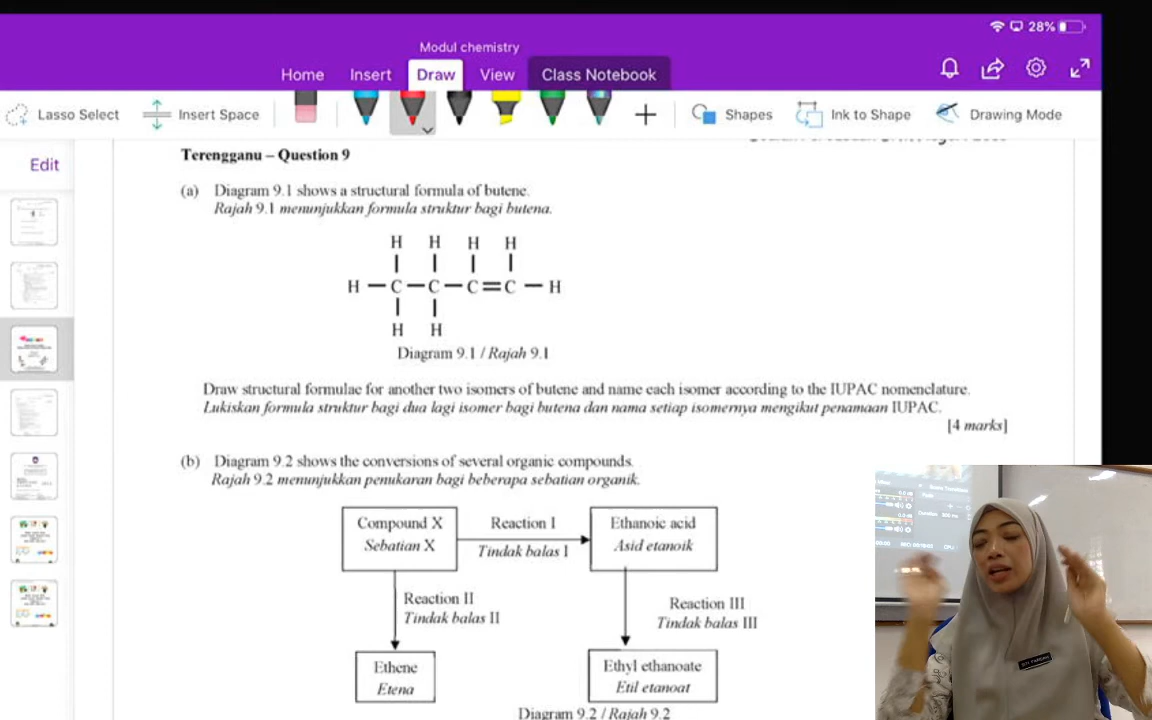 28%
Modul chemistry
Home Insert Draw View Class Notebook
Lasso Select Insert Space Shapes Ink to Shape Drawing Mode
Edit
Terengganu – Question 9
(a) Diagram 9.1 shows a structural formula of butene.
Rajah 9.1 menunjukkan formula struktur bagi butena.
H H H H
H — C — C — C = C — H
H H
Diagram 9.1 / Rajah 9.1
Draw structural formulae for another two isomers of butene and name each isomer according to the IUPAC nomenclature.
Lukiskan formula struktur bagi dua lagi isomer bagi butena dan nama setiap isomernya mengikut penamaan IUPAC.
[4 marks]
(b) Diagram 9.2 shows the conversions of several organic compounds.
Rajah 9.2 menunjukkan penukaran bagi beberapa sebatian organik.
Compound X
Sebatian X
Reaction I
Tindak balas I
Ethanoic acid
Asid etanoik
Reaction II
Tindak balas II
Reaction III
Tindak balas III
Ethene
Etena
Ethyl ethanoate
Etil etanoat
Diagram 9.2 / Rajah 9.2